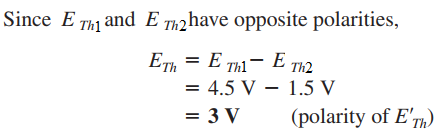 Since E Th1 and E Th2 have opposite polarities,
E Th = E Th1 − E Th2
= 4.5 V − 1.5 V
= 3 V (polarity of E′Th)